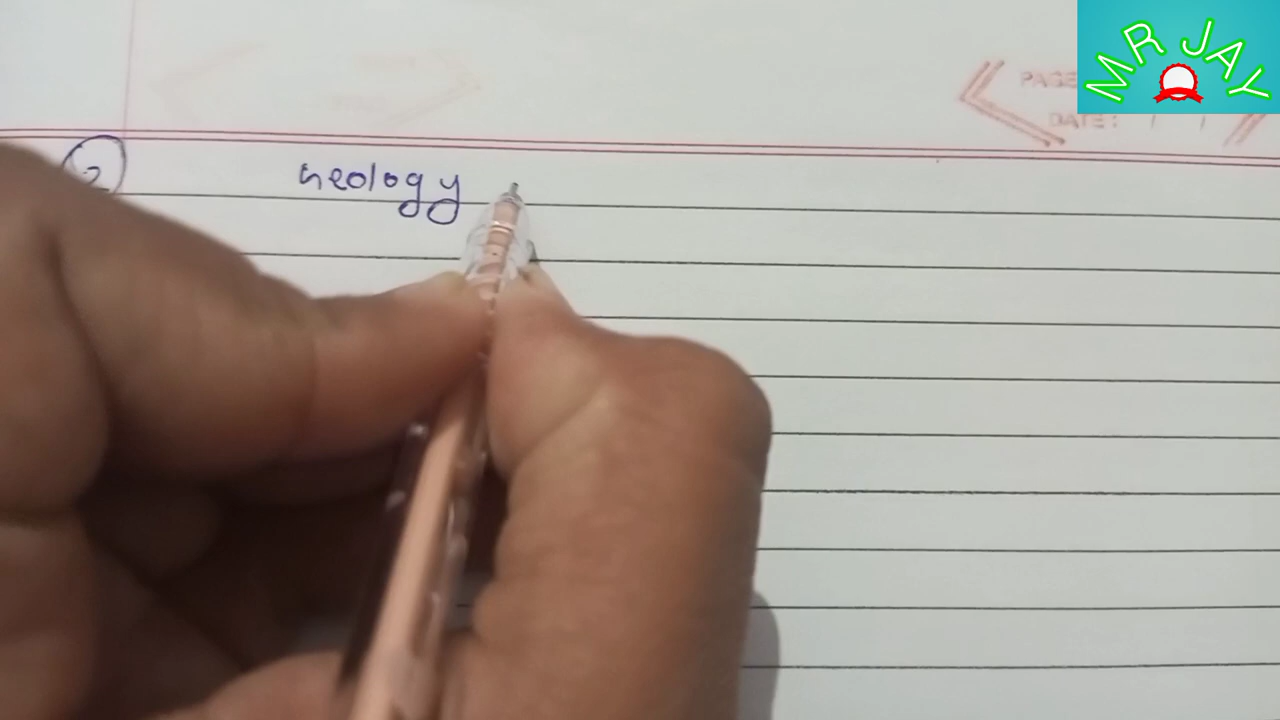 MR JAY
PAGE
DATE: / /
2
Geology